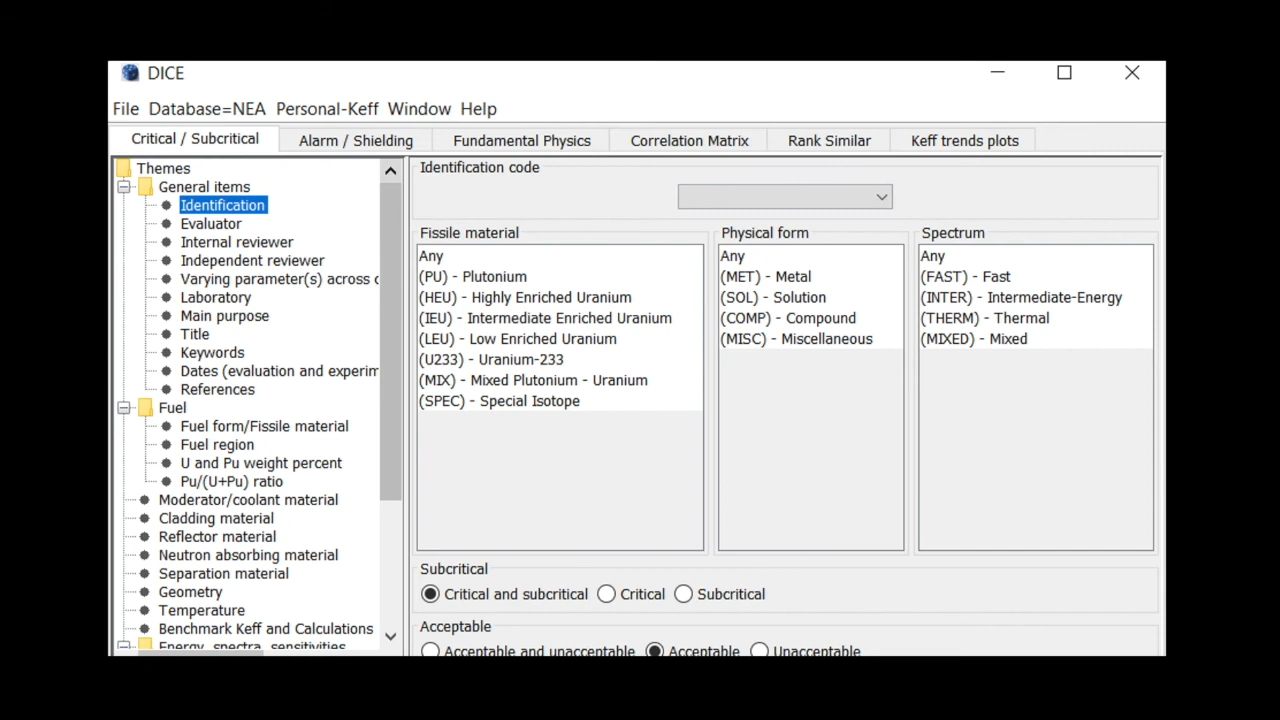 DICE
File Database=NEA Personal-Keff Window Help
Critical / Subcritical Alarm / Shielding Fundamental Physics Correlation Matrix Rank Similar Keff trends plots
Themes
General items
Identification
Evaluator
Internal reviewer
Independent reviewer
Varying parameter(s) across c
Laboratory
Main purpose
Title
Keywords
Dates (evaluation and experim
References
Fuel
Fuel form/Fissile material
Fuel region
U and Pu weight percent
Pu/(U+Pu) ratio
Moderator/coolant material
Cladding material
Reflector material
Neutron absorbing material
Separation material
Geometry
Temperature
Benchmark Keff and Calculations
Energy, spectra, sensitivities
Identification code
Fissile material
Any
(PU) - Plutonium
(HEU) - Highly Enriched Uranium
(IEU) - Intermediate Enriched Uranium
(LEU) - Low Enriched Uranium
(U233) - Uranium-233
(MIX) - Mixed Plutonium - Uranium
(SPEC) - Special Isotope
Physical form
Any
(MET) - Metal
(SOL) - Solution
(COMP) - Compound
(MISC) - Miscellaneous
Spectrum
Any
(FAST) - Fast
(INTER) - Intermediate-Energy
(THERM) - Thermal
(MIXED) - Mixed
Subcritical
Critical and subcritical Critical Subcritical
Acceptable
Acceptable and unacceptable Acceptable Unacceptable